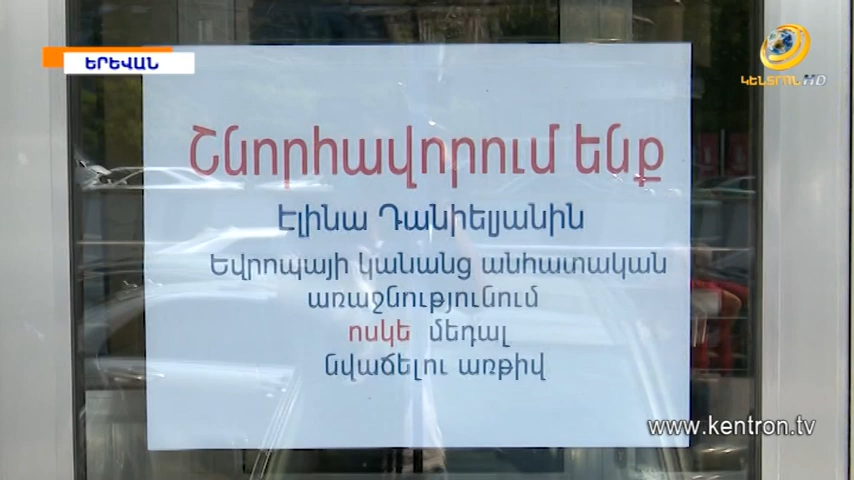 ԵՐԵՎԱՆ
ԿԵՆՏՐՈՆ HD
Շնորհավորում ենք
Էլինա Դանիելյանին
Եվրոպայի կանանց անհատական
առաջնությունում
ոսկե մեդալ
նվաճելու առթիվ
www.kentron.tv